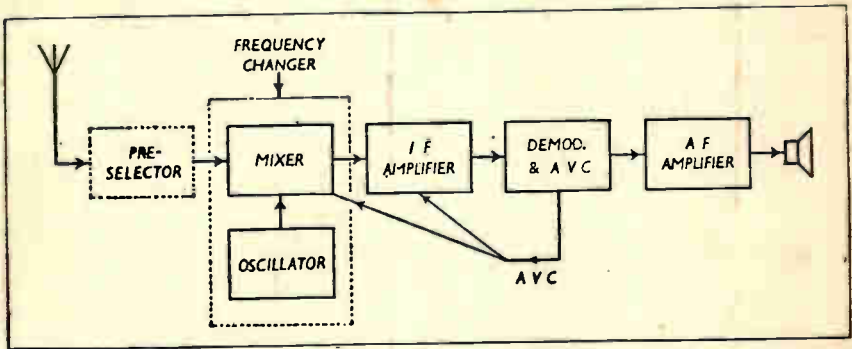 FREQUENCY
CHANGER
PRE-
SELECTOR
MIXER
I F
AMPLIFIER
DEMOD.
& A V C
A F
AMPLIFIER
OSCILLATOR
A V C